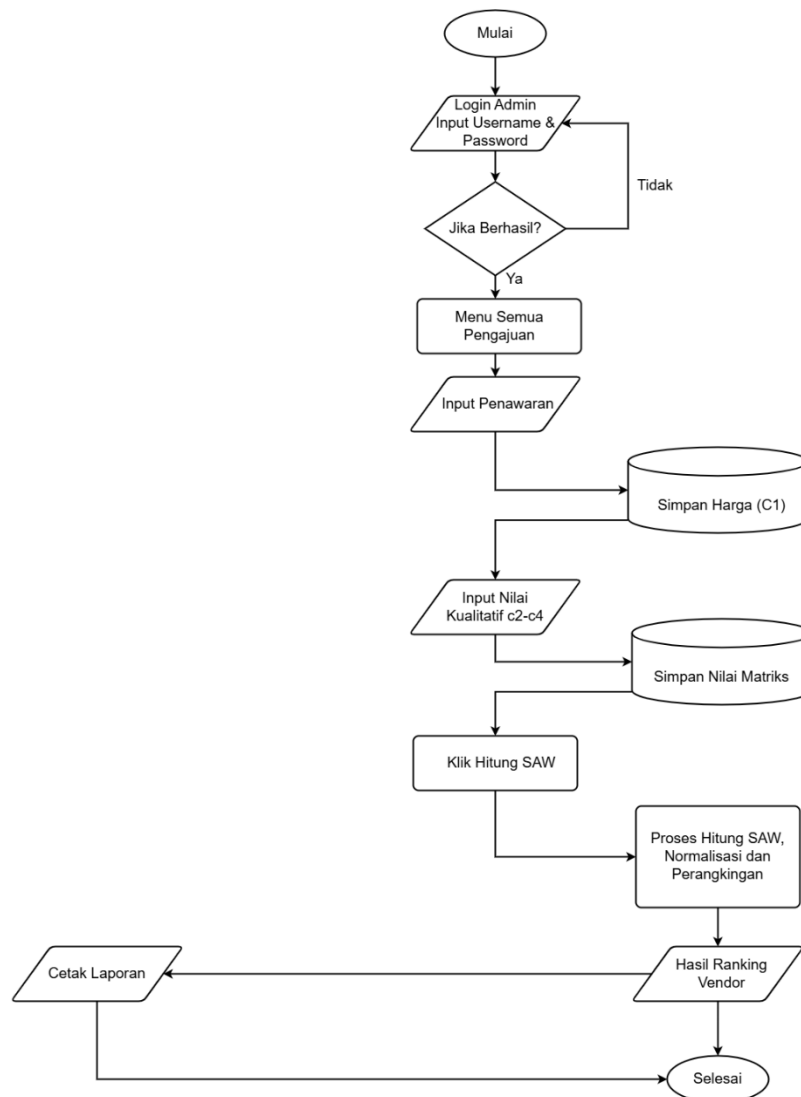 Mulai
Login Admin
Input Username &
Password
Tidak
Jika Berhasil?
Ya
Menu Semua
Pengajuan
Input Penawaran
Simpan Harga (C1)
Input Nilai
Kualitatif c2-c4
Simpan Nilai Matriks
Klik Hitung SAW
Proses Hitung SAW,
Normalisasi dan
Perangkingan
Cetak Laporan
Hasil Ranking
Vendor
Selesai